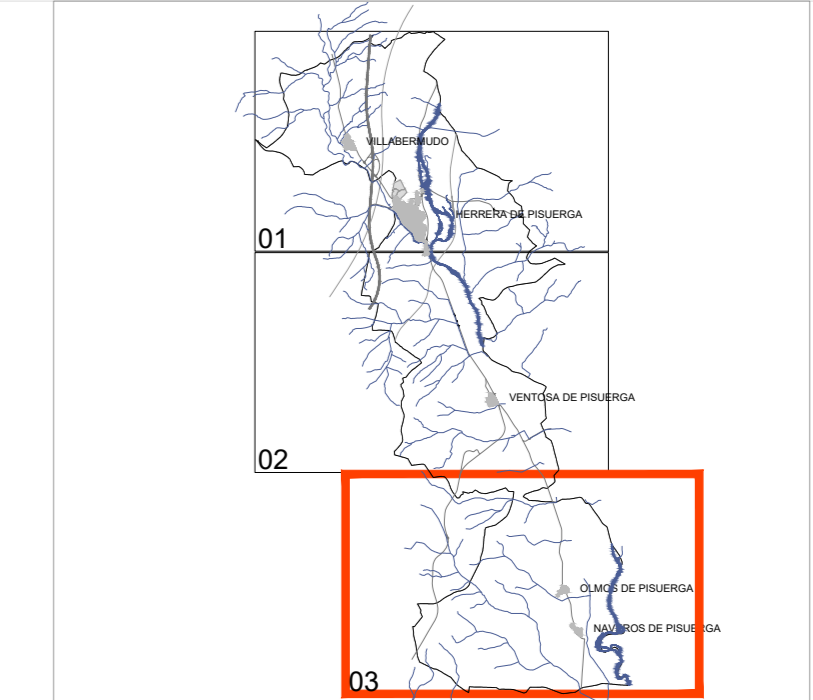 VILLABERMUDO
HERRERA DE PISUERGA
01
VENTOSA DE PISUERGA
02
OLMOS DE PISUERGA
NAVEROS DE PISUERGA
03